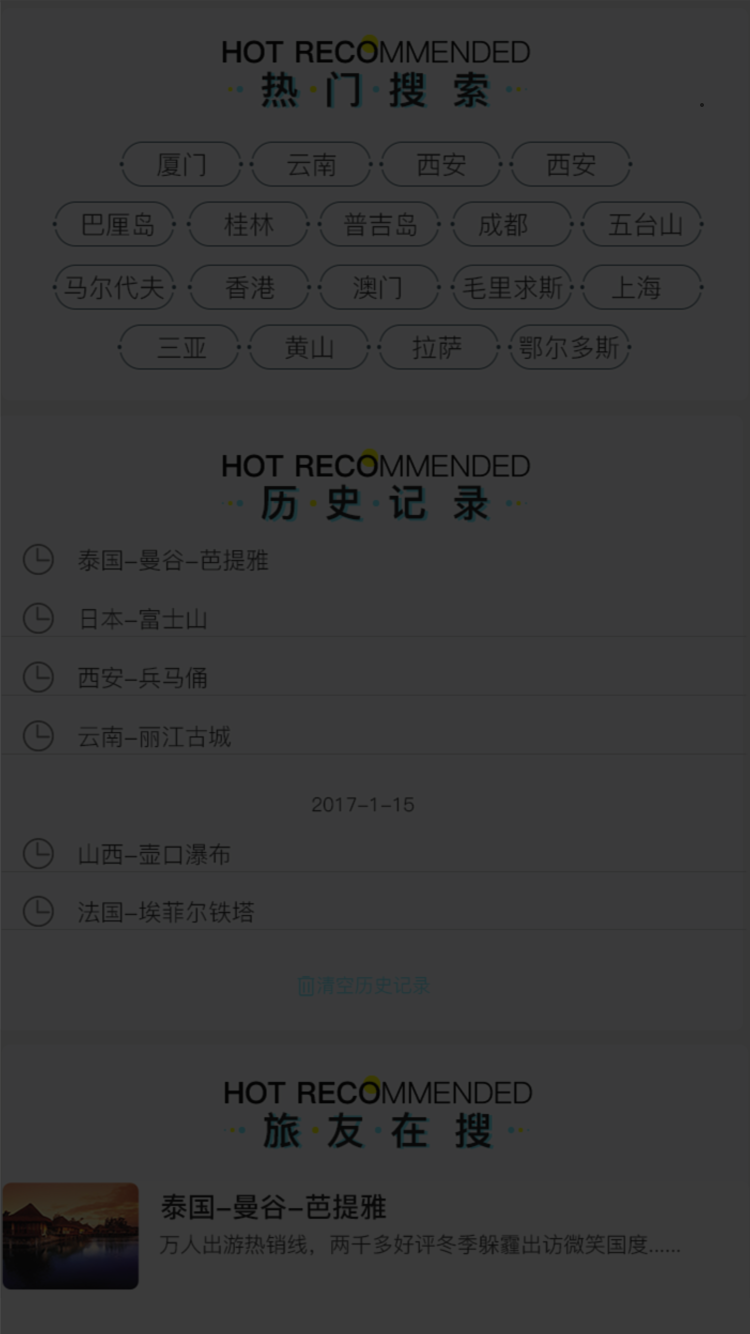 HOT RECOMMENDED
热门搜索
厦门 云南 西安 西安
巴厘岛 桂林 普吉岛 成都 五台山
马尔代夫 香港 澳门 毛里求斯 上海
三亚 黄山 拉萨 鄂尔多斯
HOT RECOMMENDED
历史记录
泰国-曼谷-芭提雅
日本-富士山
西安-兵马俑
云南-丽江古城
2017-1-15
山西-壶口瀑布
法国-埃菲尔铁塔
清空历史记录
HOT RECOMMENDED
旅友在搜
泰国-曼谷-芭提雅
万人出游热销线，两千多好评冬季躲霾出访微笑国度......